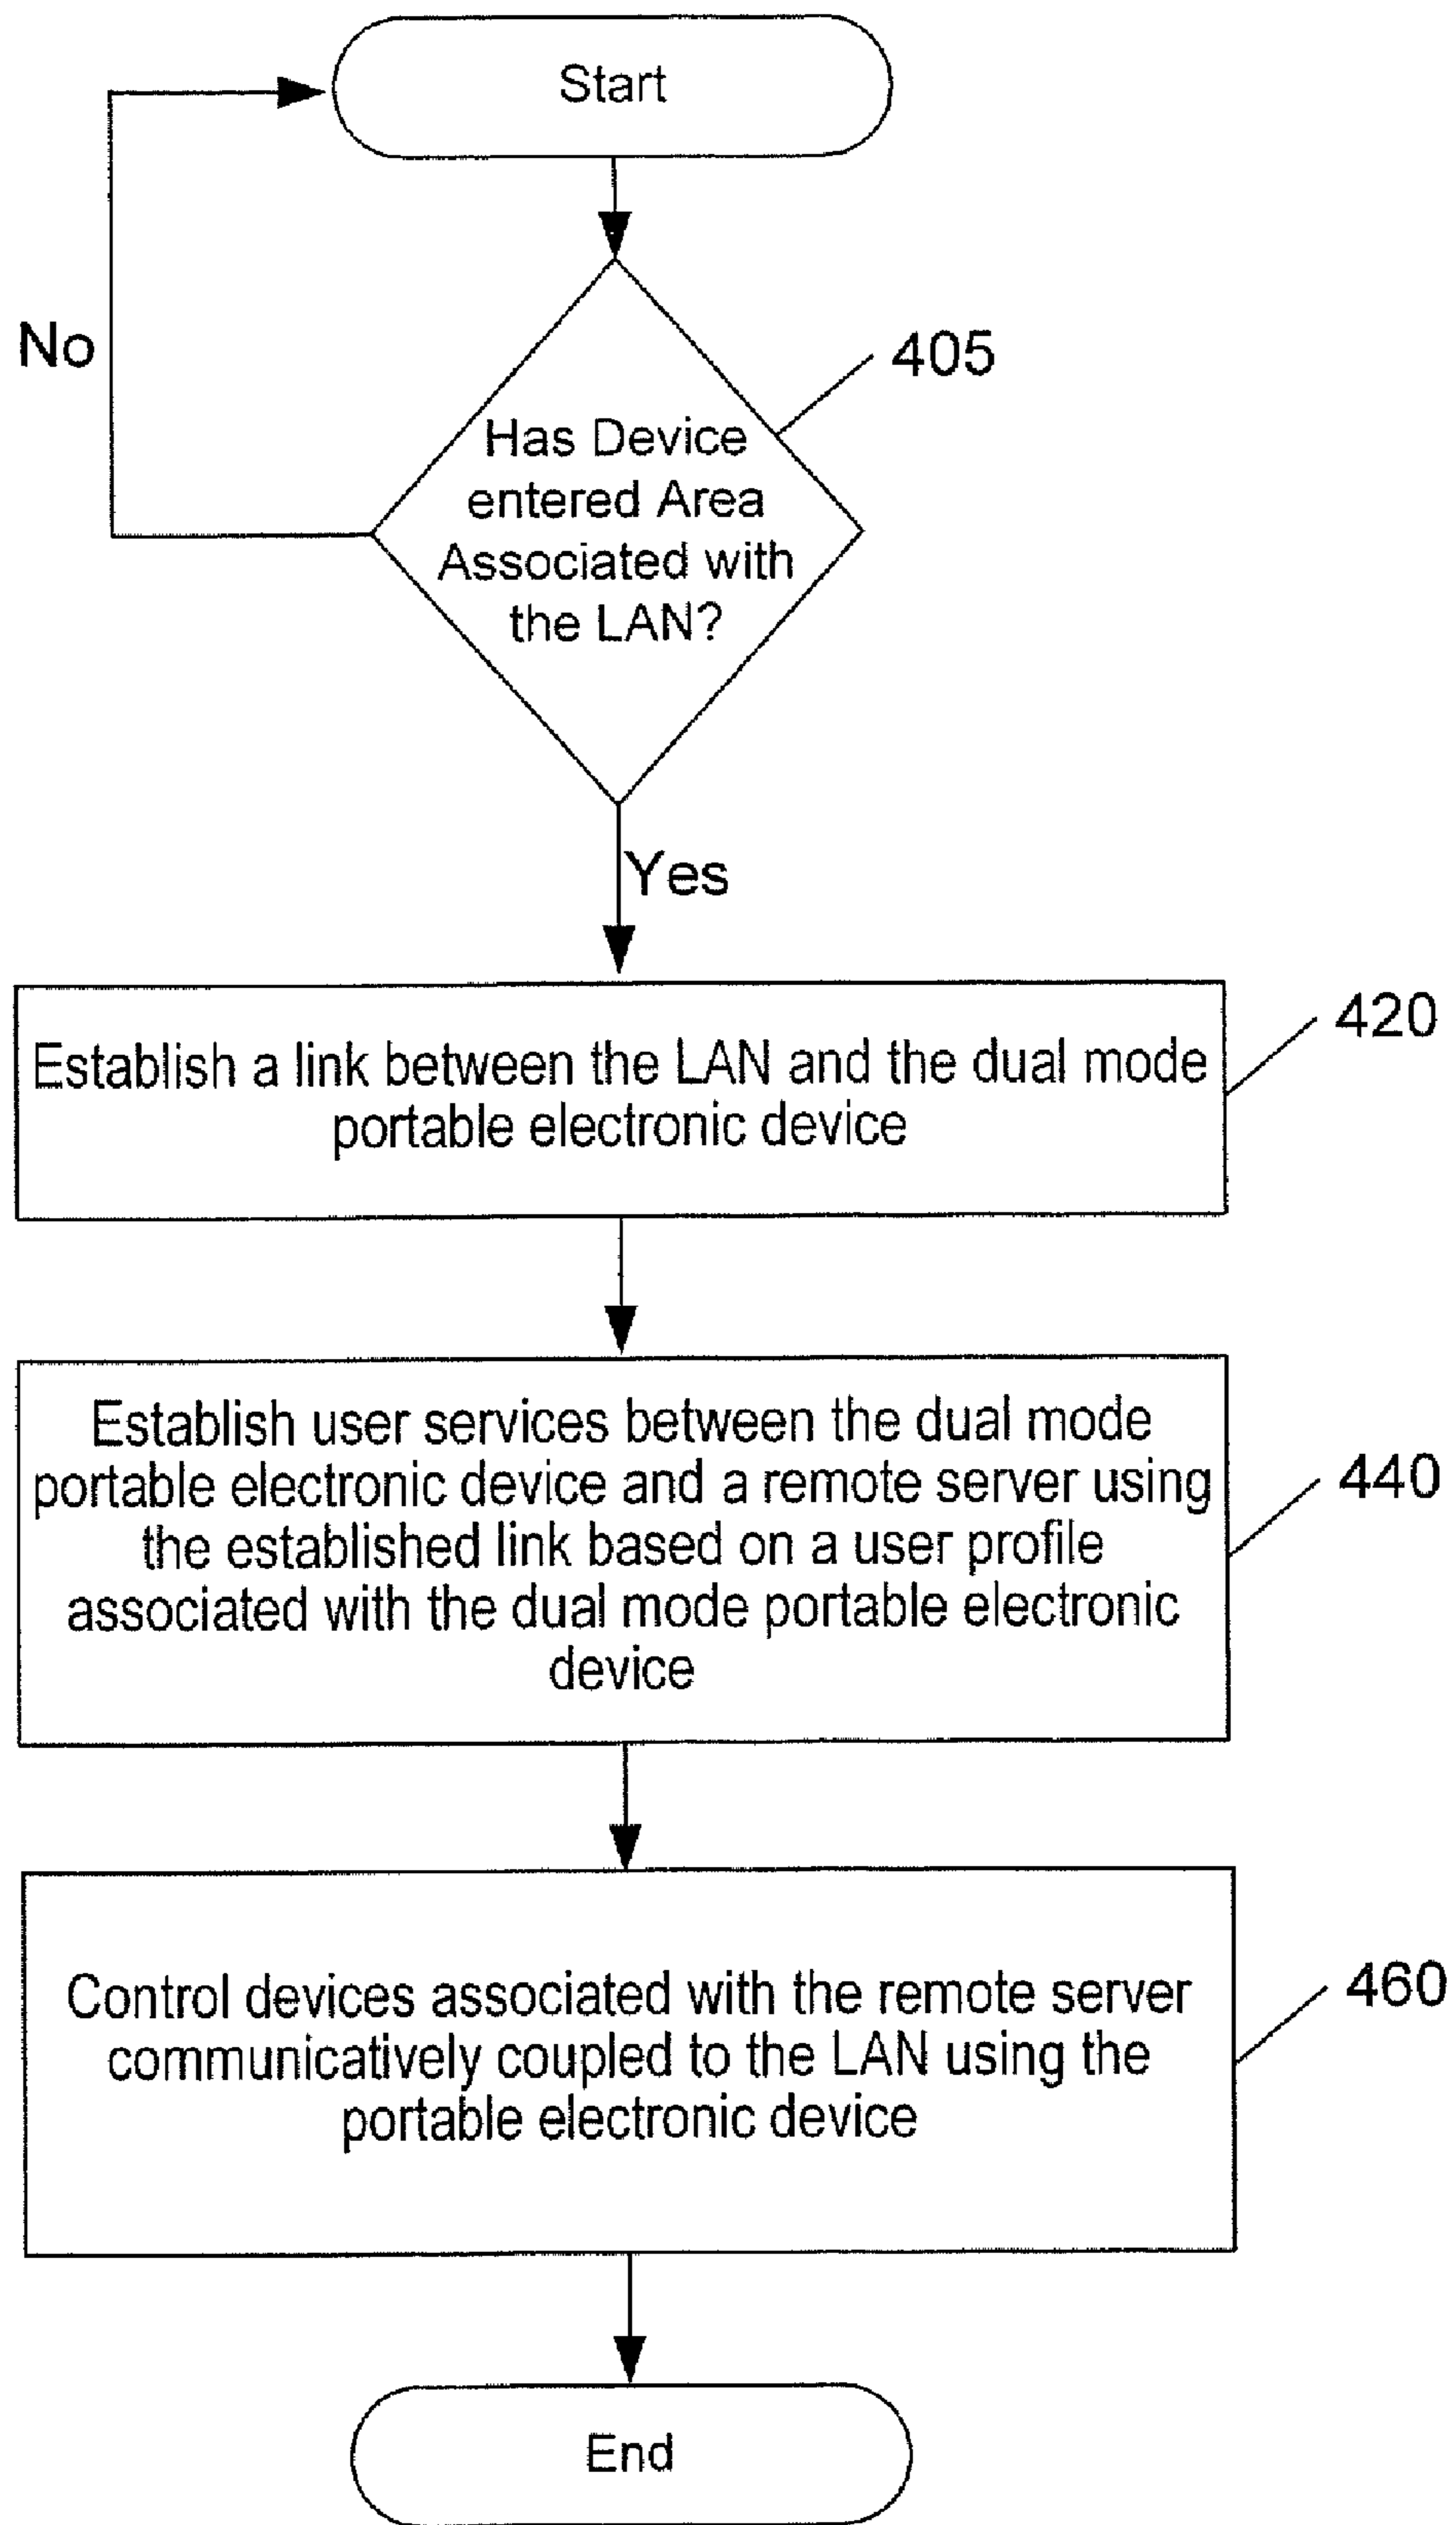 Start
No
405
Has Device
entered Area
Associated with
the LAN?
Yes
420
Establish a link between the LAN and the dual mode
portable electronic device
440
Establish user services between the dual mode
portable electronic device and a remote server using
the established link based on a user profile
associated with the dual mode portable electronic
device
460
Control devices associated with the remote server
communicatively coupled to the LAN using the
portable electronic device
End